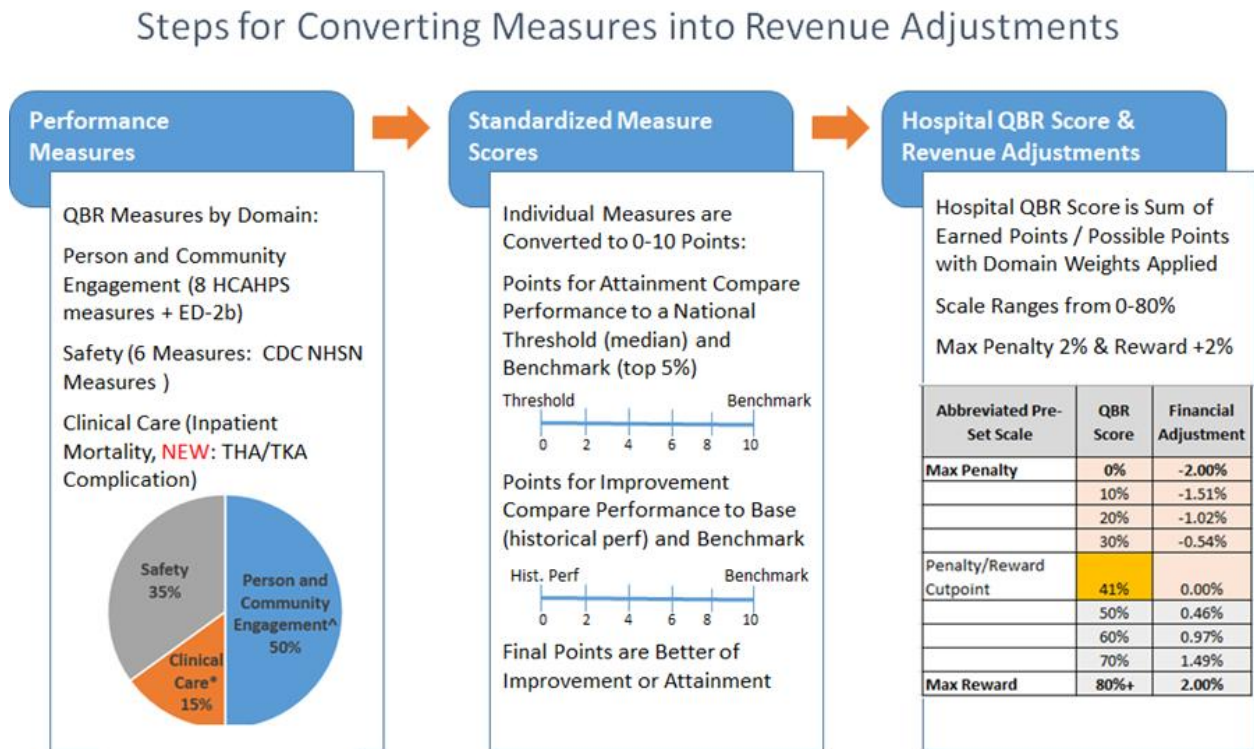 Steps for Converting Measures into Revenue Adjustments
Performance
Measures
QBR Measures by Domain:
Person and Community
Engagement (8 HCAHPS
measures + ED-2b)
Safety (6 Measures: CDC NHSN
Measures )
Clinical Care (Inpatient
Mortality, NEW: THA/TKA
Complication)
Safety
35%
Person and
Community
Engagement^
50%
Clinical
Care*
15%
Standardized Measure
Scores
Individual Measures are
Converted to 0-10 Points:
Points for Attainment Compare
Performance to a National
Threshold (median) and
Benchmark (top 5%)
Threshold Benchmark
0 2 4 6 8 10
Points for Improvement
Compare Performance to Base
(historical perf) and Benchmark
Hist. Perf Benchmark
0 2 4 6 8 10
Final Points are Better of
Improvement or Attainment
Hospital QBR Score &
Revenue Adjustments
Hospital QBR Score is Sum of
Earned Points / Possible Points
with Domain Weights Applied
Scale Ranges from 0-80%
Max Penalty 2% & Reward +2%
Abbreviated Pre-
Set Scale
QBR
Score
Financial
Adjustment
Max Penalty 0% -2.00%
10% -1.51%
20% -1.02%
30% -0.54%
Penalty/Reward
Cutpoint 41% 0.00%
50% 0.46%
60% 0.97%
70% 1.49%
Max Reward 80%+ 2.00%